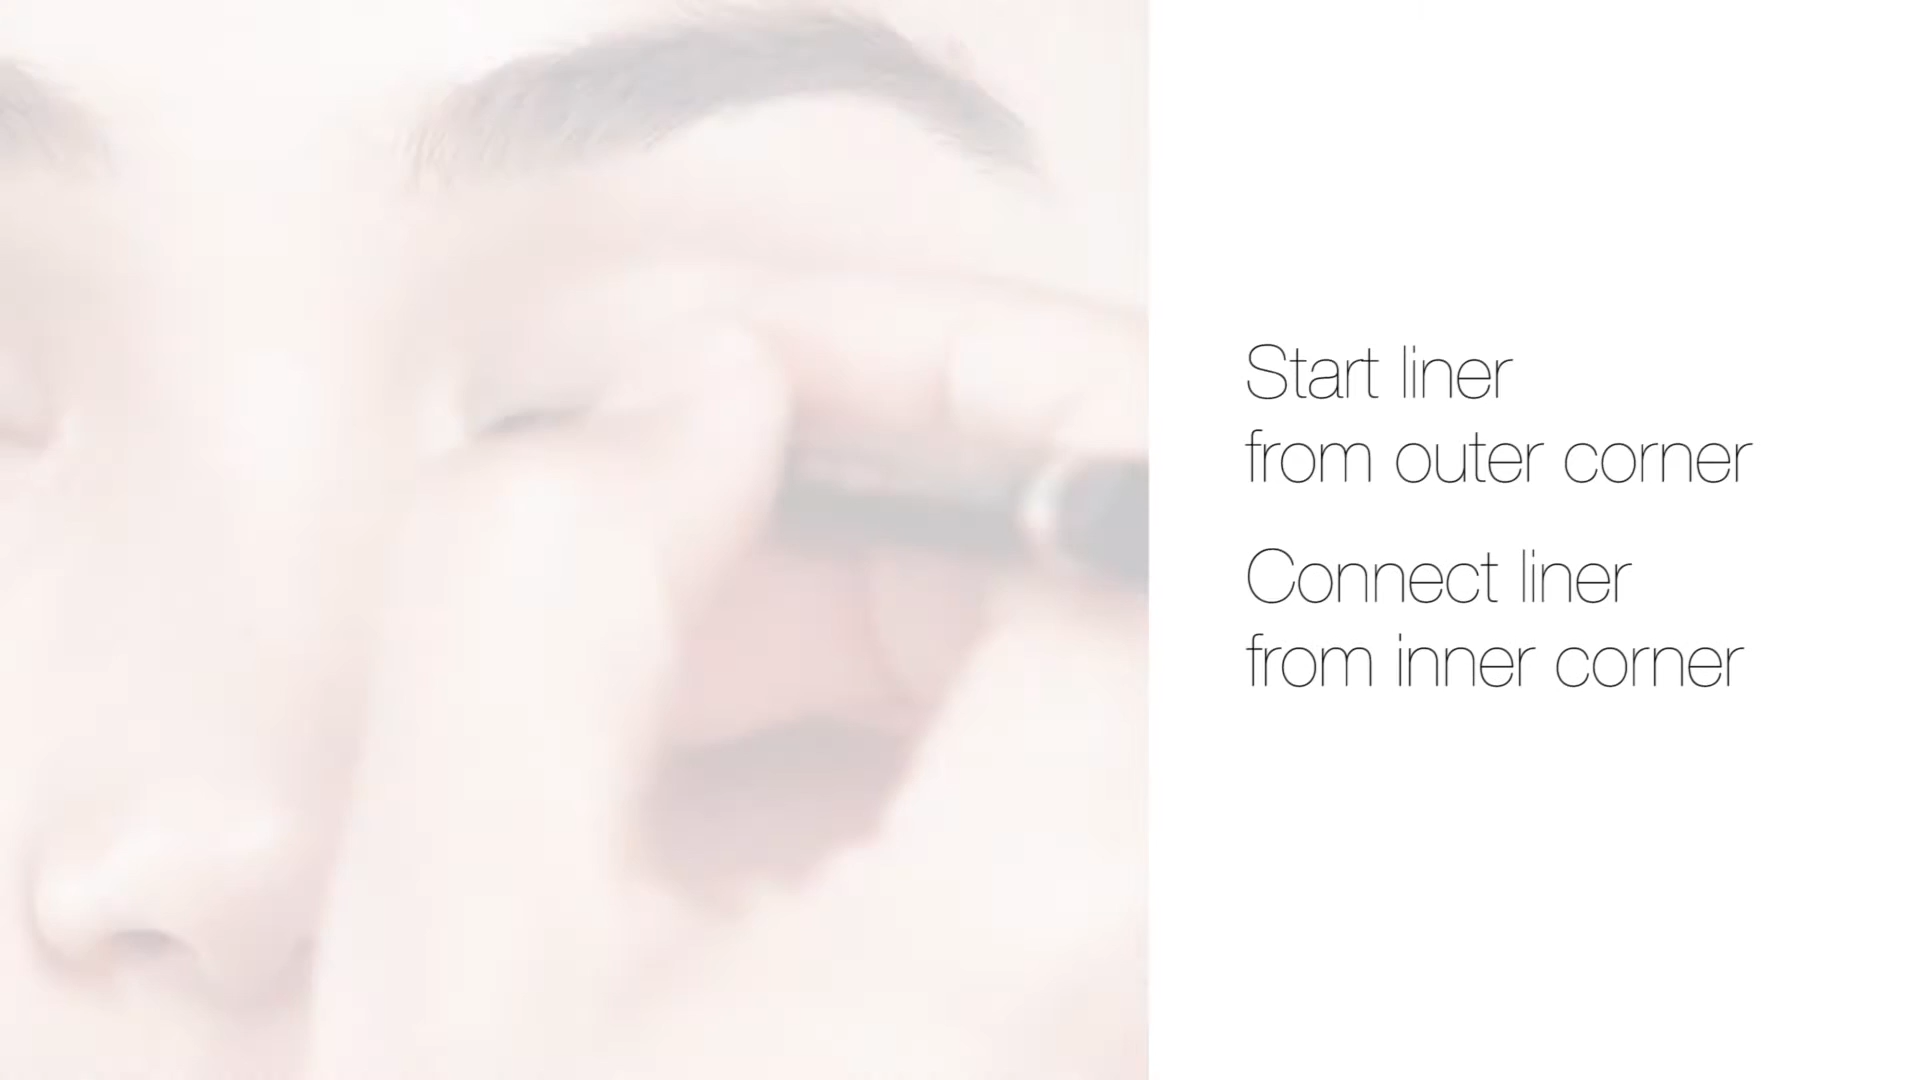 Start liner
from outer corner
Connect liner
from inner corner